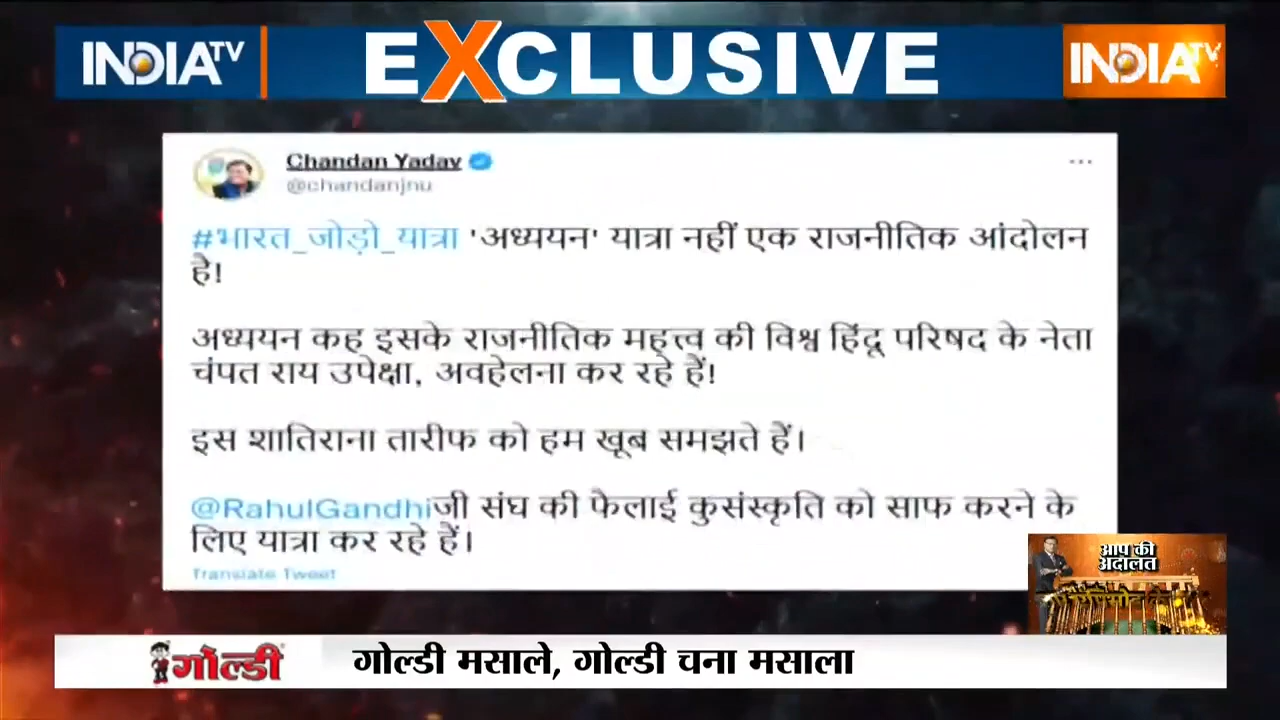 INDIA TV
EXCLUSIVE
INDIA TV
Chandan Yadav
@chandanjnu
#भारत_जोड़ो_यात्रा 'अध्ययन' यात्रा नहीं एक राजनीतिक आंदोलन
है!
अध्ययन कह इसके राजनीतिक महत्त्व की विश्व हिंदू परिषद के नेता
चंपत राय उपेक्षा, अवहेलना कर रहे हैं!
इस शातिराना तारीफ को हम खूब समझते हैं।
@RahulGandhiजी संघ की फैलाई कुसंस्कृति को साफ करने के
लिए यात्रा कर रहे हैं।
Translate Tweet
आप की
अदालत
गोल्डी
गोल्डी मसाले, गोल्डी चना मसाला